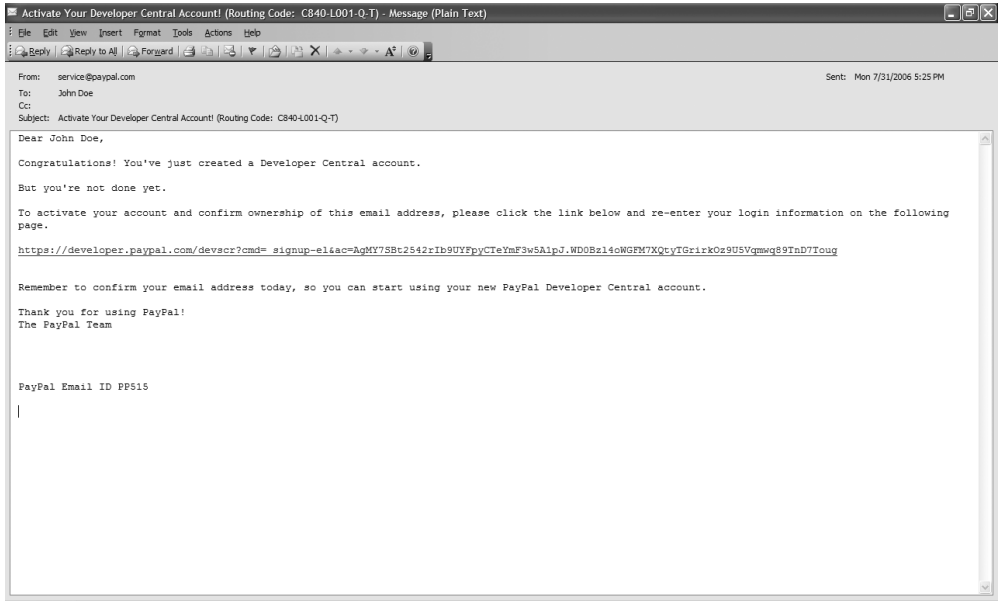 Activate Your Developer Central Account! (Routing Code: C840-L001-Q-T) - Message (Plain Text)
File Edit View Insert Format Tools Actions Help
Reply Reply to All Forward
From: service@paypal.com Sent: Mon 7/31/2006 5:25 PM
To: John Doe
Cc:
Subject: Activate Your Developer Central Account! (Routing Code: C840-L001-Q-T)
Dear John Doe,
Congratulations! You've just created a Developer Central account.
But you're not done yet.
To activate your account and confirm ownership of this email address, please click the link below and re-enter your login information on the following
page.
https://developer.paypal.com/devscr?cmd=_signup-el&ac=AgMY7SBt2542rIb9UYFpyCTeYmF3w5A1pJ.WD0Bzl4oWGFM7XQtyTGrirkOz9U5Vqmwq89TnD7Toug
Remember to confirm your email address today, so you can start using your new PayPal Developer Central account.
Thank you for using PayPal!
The PayPal Team
PayPal Email ID PP515